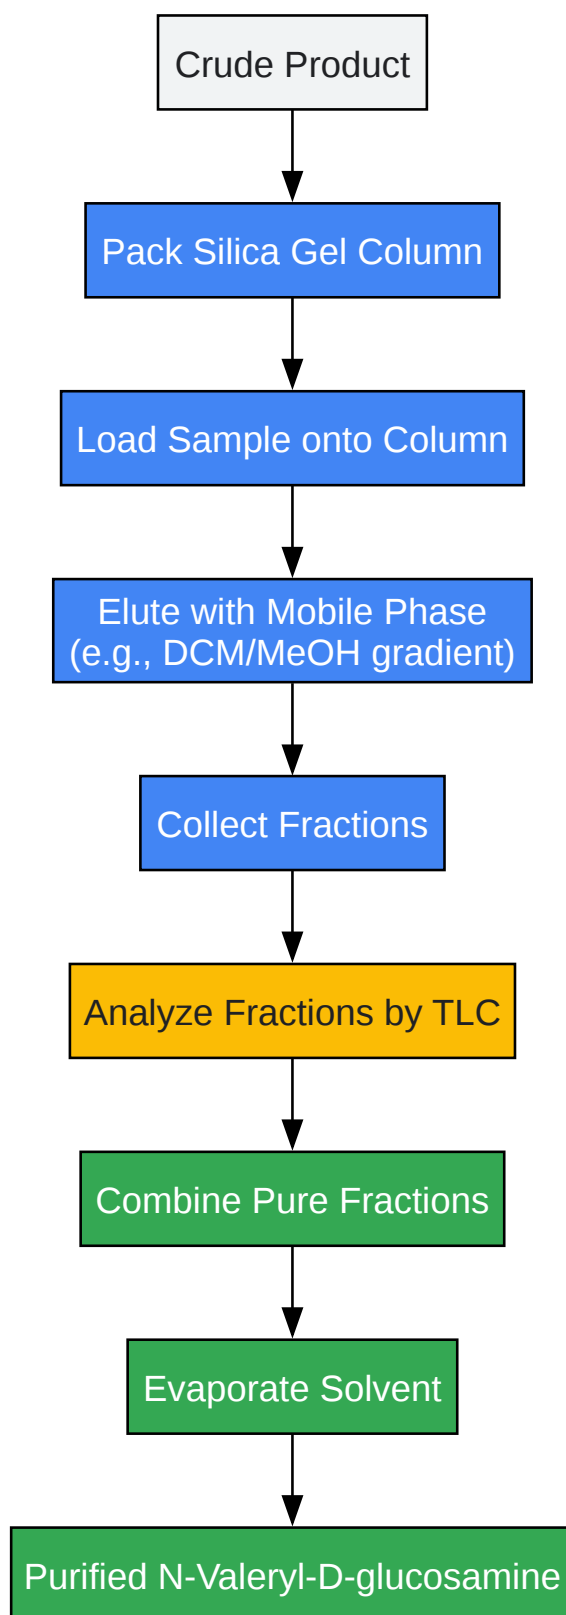 Crude Product
Pack Silica Gel Column
Load Sample onto Column
Elute with Mobile Phase
(e.g., DCM/MeOH gradient)
Collect Fractions
Analyze Fractions by TLC
Combine Pure Fractions
Evaporate Solvent
Purified N-Valeryl-D-glucosamine